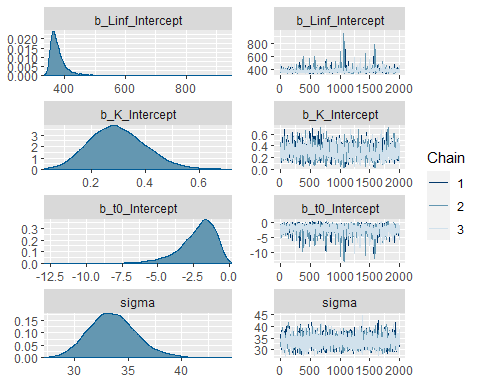 b_Linf_Intercept
0.020
0.015
0.010
0.005
0.000
400 600 800
b_Linf_Intercept
800
600
400
0 500 1000 1500 2000
b_K_Intercept
3
2
1
0
0.2 0.4 0.6
b_K_Intercept
0.6
0.4
0.2
0.0
0 500 1000 1500 2000
b_t0_Intercept
0.3
0.2
0.1
0.0
-12.5 -10.0 -7.5 -5.0 -2.5 0.0
b_t0_Intercept
0
-5
-10
0 500 1000 1500 2000
sigma
0.15
0.10
0.05
0.00
30 35 40
sigma
45
40
35
30
0 500 1000 1500 2000
Chain
1
2
3